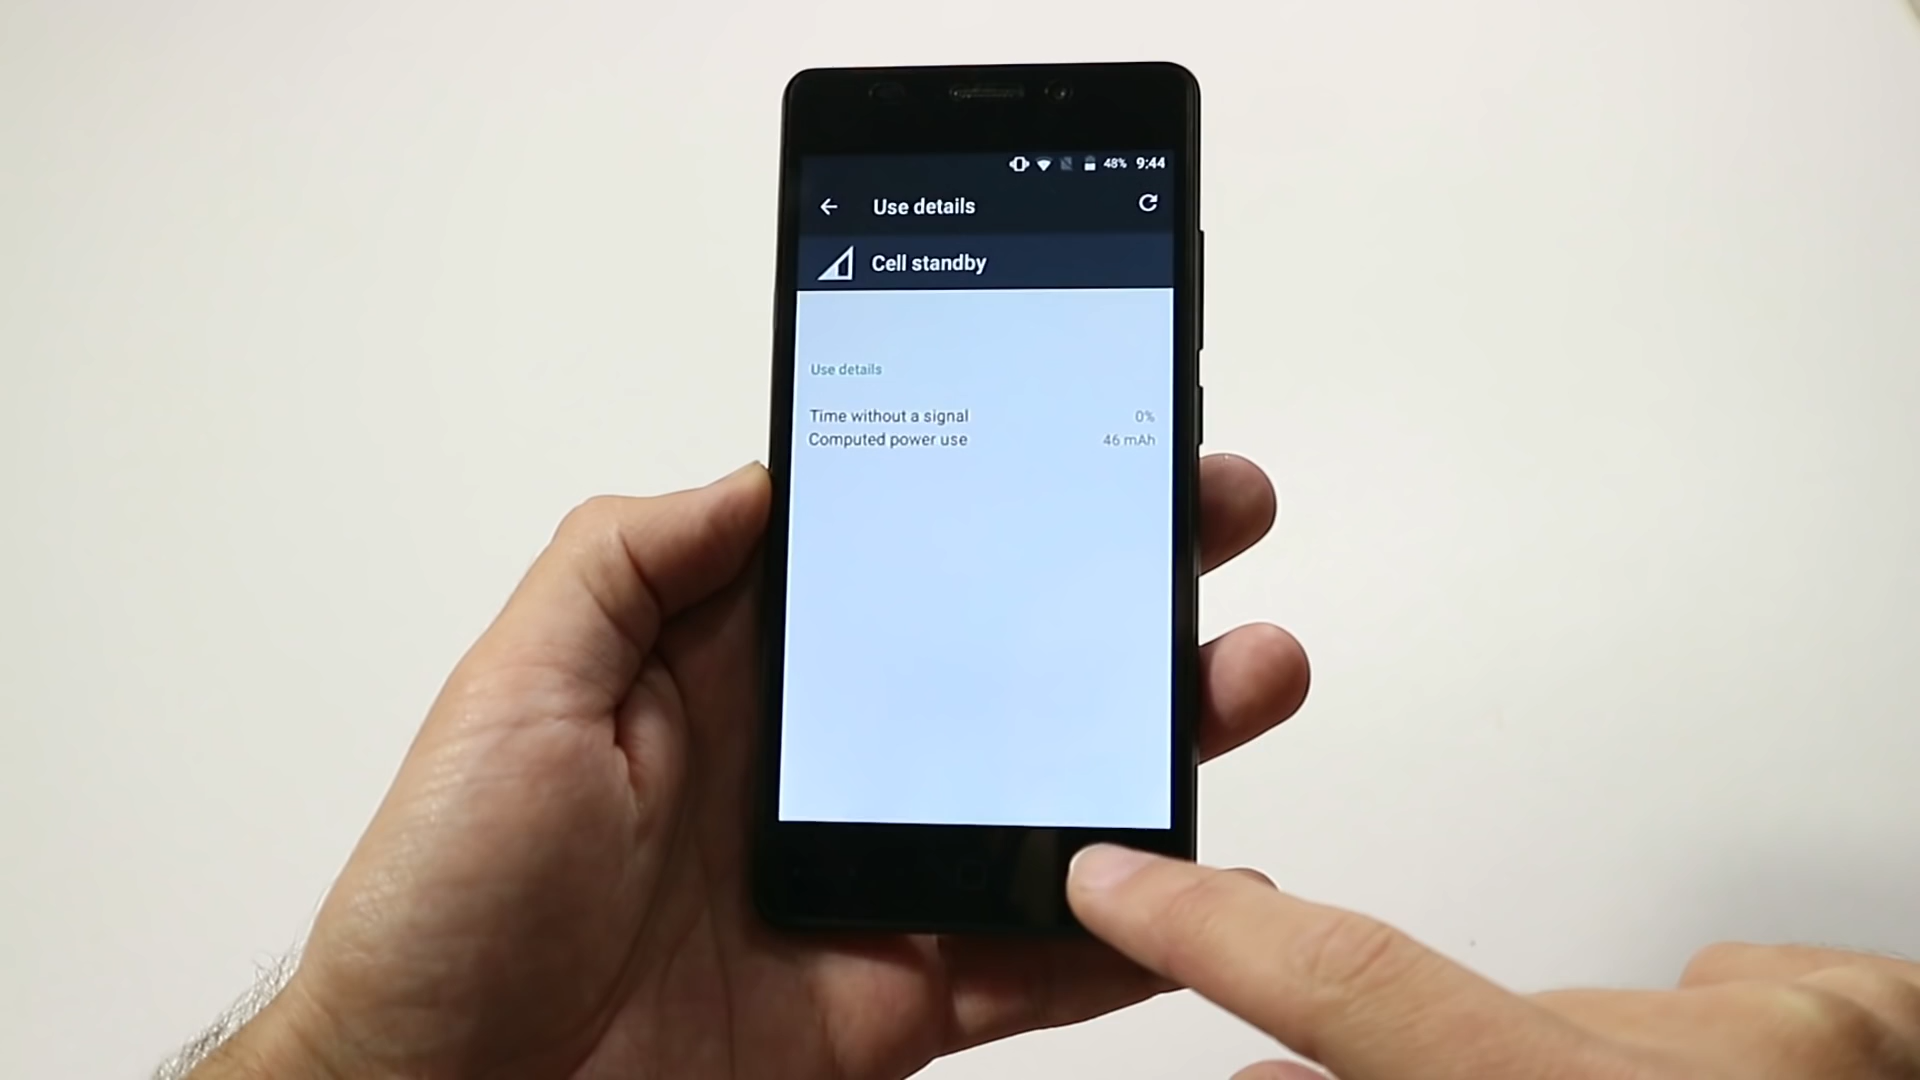 48% 9:44
Use details
Cell standby
Use details
Time without a signal 0%
Computed power use 46 mAh